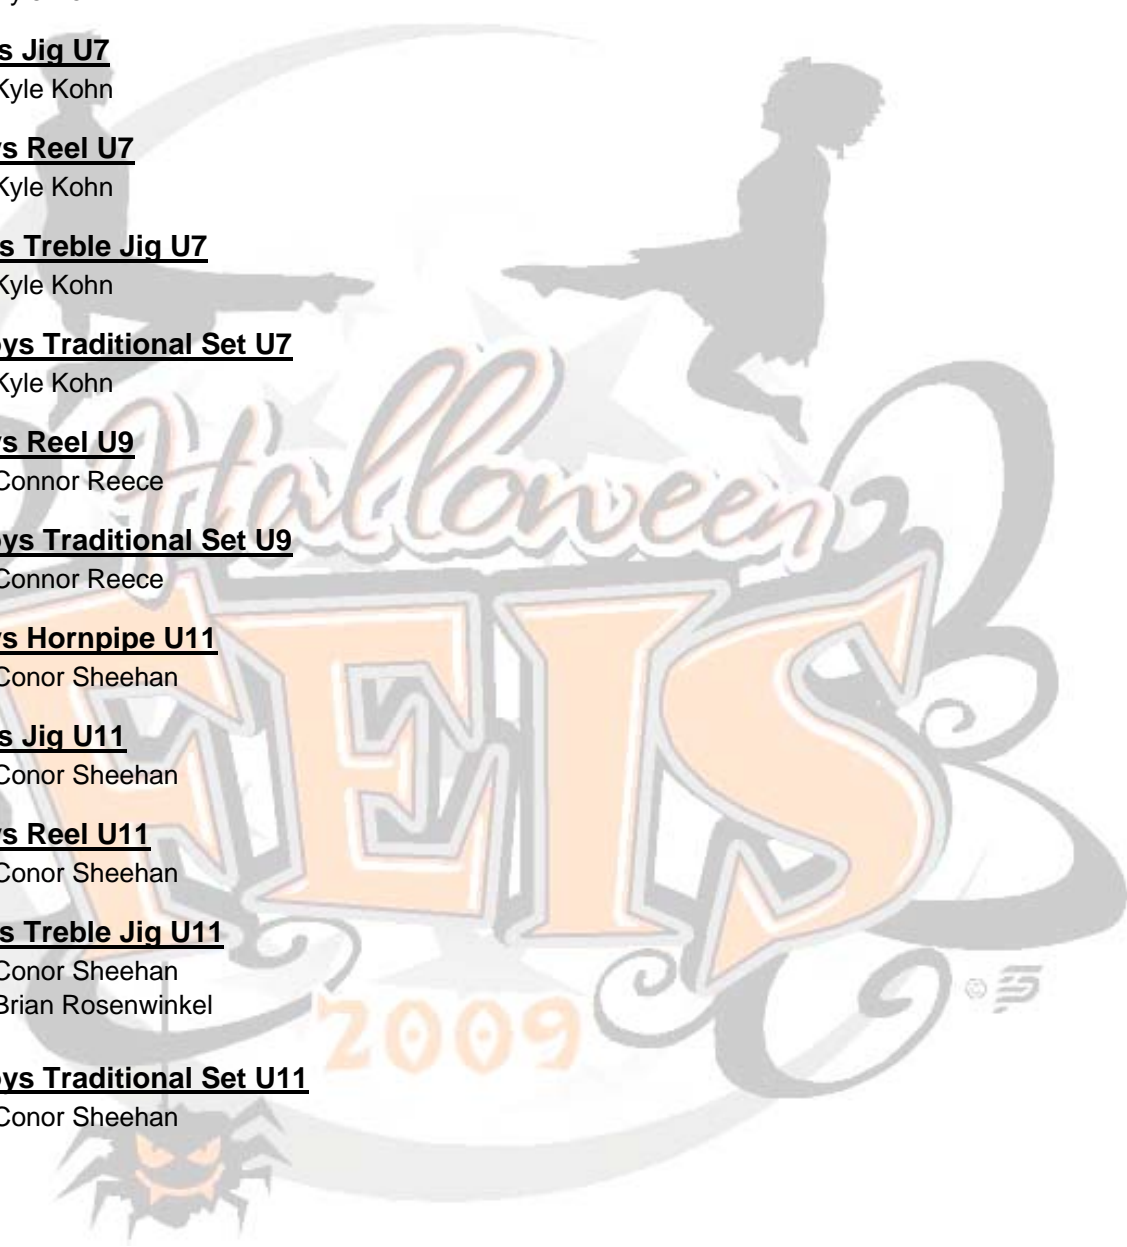 s Jig U7
Kyle Kohn
ys Reel U7
Kyle Kohn
s Treble Jig U7
Kyle Kohn
oys Traditional Set U7
Kyle Kohn
ys Reel U9
Connor Reece
oys Traditional Set U9
Connor Reece
ys Hornpipe U11
Conor Sheehan
s Jig U11
Conor Sheehan
ys Reel U11
Conor Sheehan
s Treble Jig U11
Conor Sheehan
Brian Rosenwinkel
oys Traditional Set U11
Conor Sheehan
Halloween
FEIS
2009
©